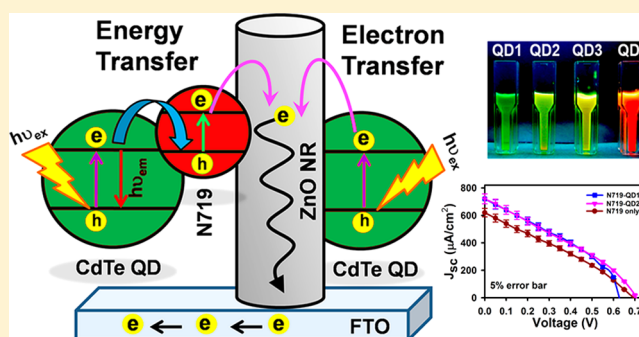 Energy
Transfer
Electron
Transfer
QD1 QD2 QD3 QD
hυex
e
hυem
h
N719
e
h
e
ZnO NR
e
h
hυex
CdTe QD
CdTe QD
e ← e ← e
FTO
N719-QD1
N719-QD2
N719 only
800
600
400
200
0
JSC (μA/cm²)
5% error bar
0.0 0.1 0.2 0.3 0.4 0.5 0.6 0.7
Voltage (V)